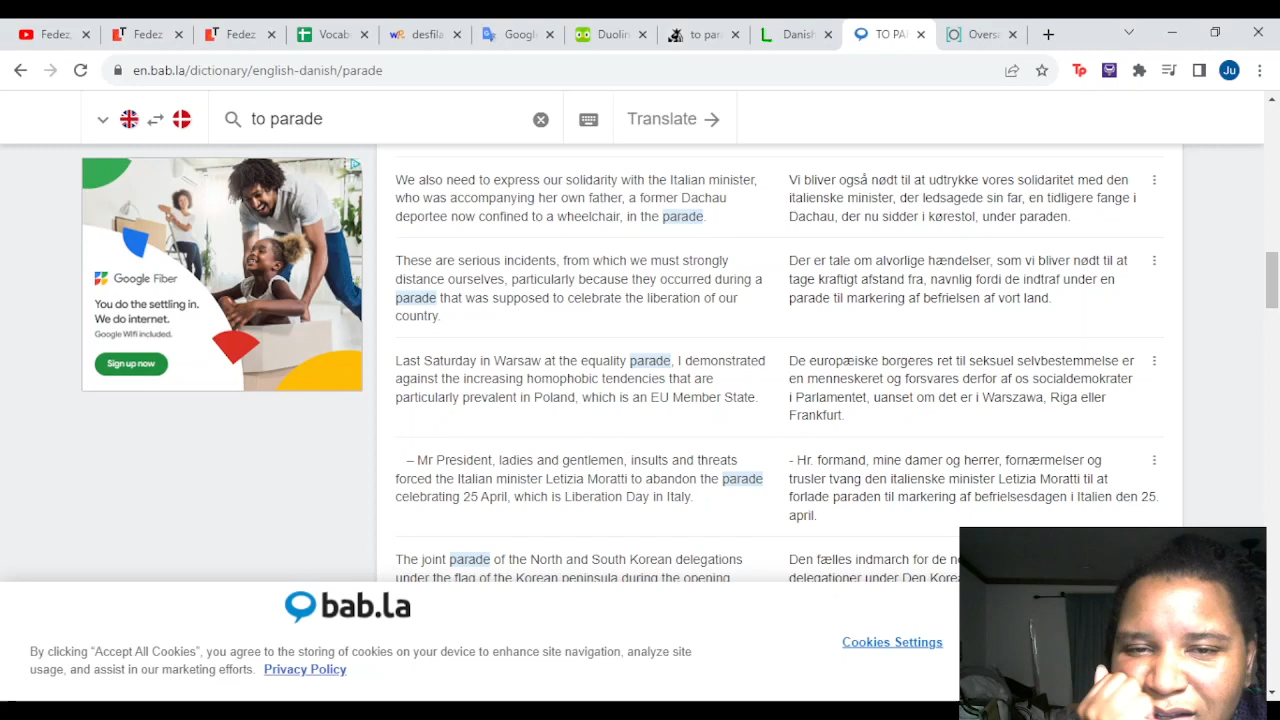 Fedez,
Fedez
Fedez
Vocab
desfila
Googl
Duolin
to par
Danish
TO PA
Overs
en.bab.la/dictionary/english-danish/parade
Tp
Ju
to parade
Translate
We also need to express our solidarity with the Italian minister,
who was accompanying her own father, a former Dachau
deportee now confined to a wheelchair, in the parade.
Vi bliver også nødt til at udtrykke vores solidaritet med den
italienske minister, der ledsagede sin far, en tidligere fange i
Dachau, der nu sidder i kørestol, under paraden.
These are serious incidents, from which we must strongly
distance ourselves, particularly because they occurred during a
parade that was supposed to celebrate the liberation of our
country.
Der er tale om alvorlige hændelser, som vi bliver nødt til at
tage kraftigt afstand fra, navnlig fordi de indtraf under en
parade til markering af befrielsen af vort land.
Last Saturday in Warsaw at the equality parade, I demonstrated
against the increasing homophobic tendencies that are
particularly prevalent in Poland, which is an EU Member State.
De europæiske borgeres ret til seksuel selvbestemmelse er
en menneskeret og forsvares derfor af os socialdemokrater
i Parlamentet, uanset om det er i Warszawa, Riga eller
Frankfurt.
– Mr President, ladies and gentlemen, insults and threats
forced the Italian minister Letizia Moratti to abandon the parade
celebrating 25 April, which is Liberation Day in Italy.
- Hr. formand, mine damer og herrer, fornærmelser og
trusler tvang den italienske minister Letizia Moratti til at
forlade paraden til markering af befrielsesdagen i Italien den 25.
april.
The joint parade of the North and South Korean delegations
under the flag of the Korean peninsula during the opening
Den fælles indmarch for de
delegationer under Den
Google Fiber
You do the settling in.
We do internet.
Google Wifi included.
Sign up now
bab.la
By clicking “Accept All Cookies”, you agree to the storing of cookies on your device to enhance site navigation, analyze site
usage, and assist in our marketing efforts. Privacy Policy
Cookies Settings